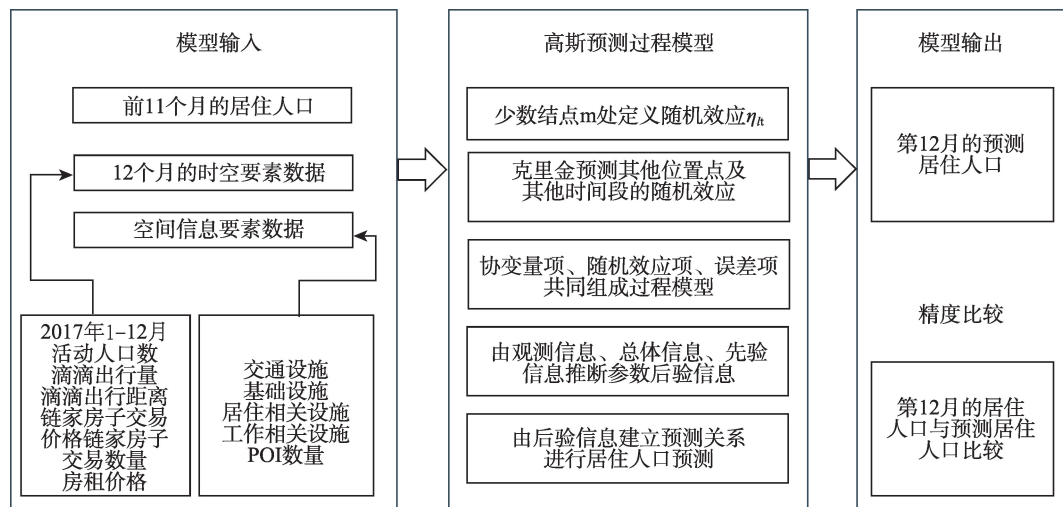 模型输入
前11个月的居住人口
12个月的时空要素数据
空间信息要素数据
2017年1-12月
活动人口数
滴滴出行量
滴滴出行距离
链家房子交易
价格链家房子
交易数量
房租价格
交通设施
基础设施
居住相关设施
工作相关设施
POI数量
高斯预测过程模型
少数结点m处定义随机效应ηlt
克里金预测其他位置点及
其他时间段的随机效应
协变量项、随机效应项、误差项
共同组成过程模型
由观测信息、总体信息、先验
信息推断参数后验信息
由后验信息建立预测关系
进行居住人口预测
模型输出
第12月的预测
居住人口
精度比较
第12月的居住
人口与预测居住
人口比较